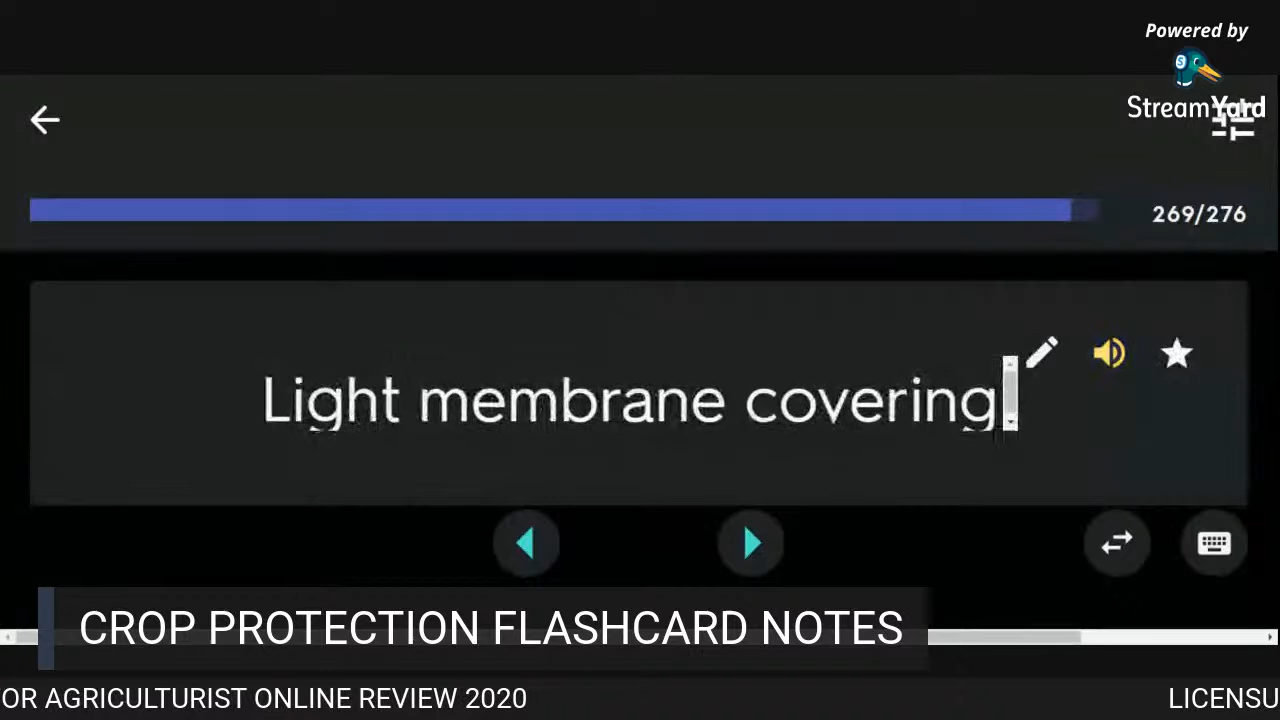 Powered by
StreamYard
269/276
Light membrane covering
CROP PROTECTION FLASHCARD NOTES
OR AGRICULTURIST ONLINE REVIEW 2020
LICENSU